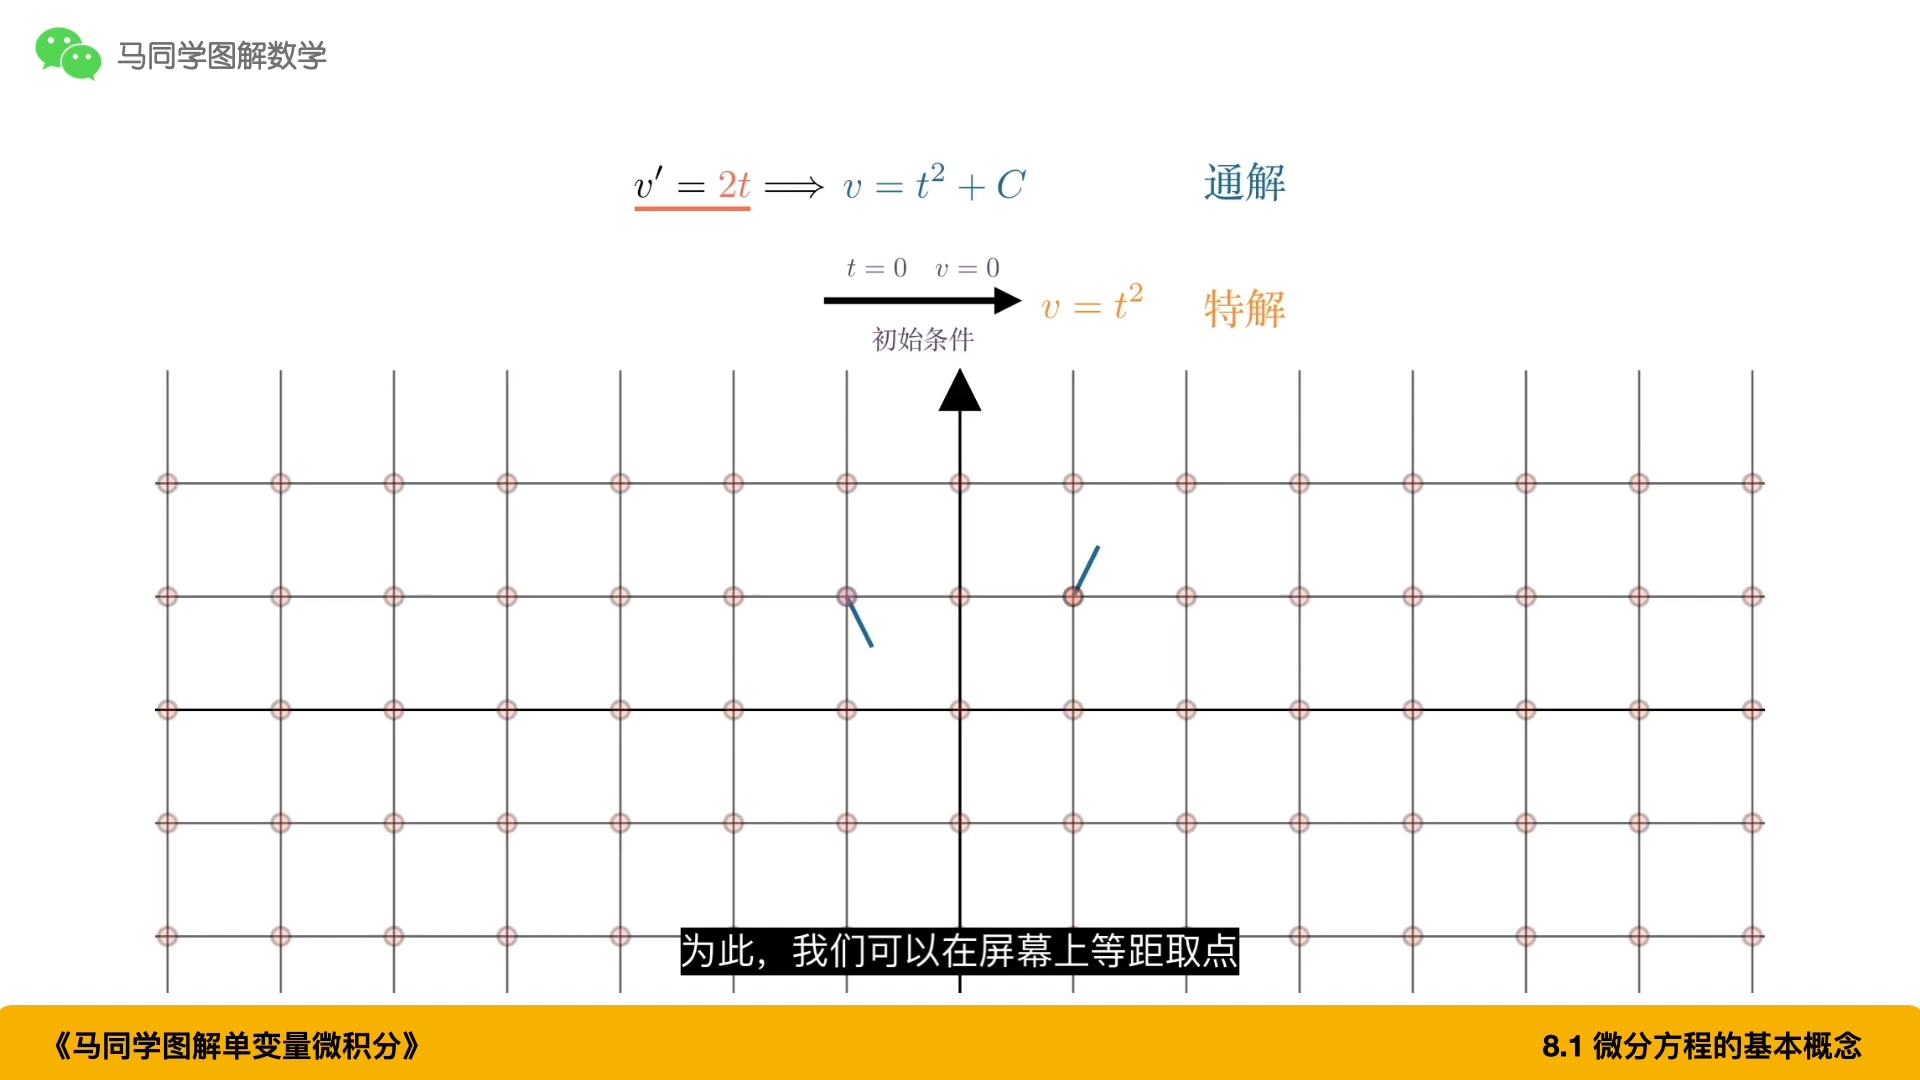 马同学图解数学
v′ = 2t ⟹ v = t² + C 通解
t = 0 v = 0
v = t² 特解
初始条件
为此，我们可以在屏幕上等距取点
《马同学图解单变量微积分》 8.1 微分方程的基本概念